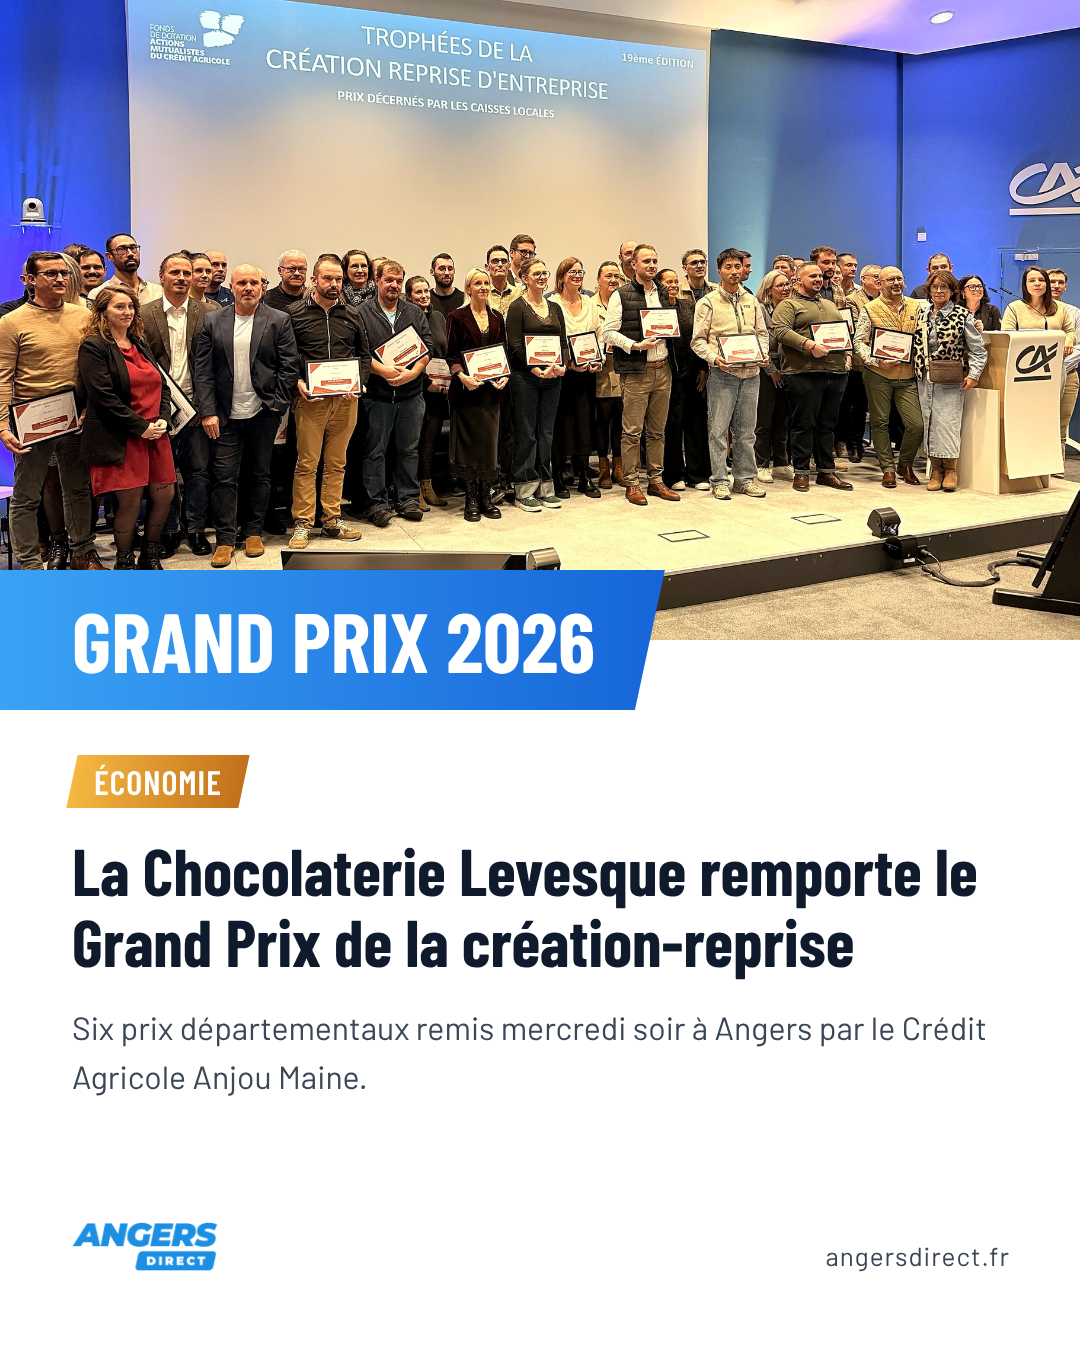 FONDS
DE DOTATION
ACTIONS
MUTUALISTES
DU CRÉDIT AGRICOLE
TROPHÉES DE LA
CRÉATION REPRISE D'ENTREPRISE
19ème ÉDITION
PRIX DÉCERNÉS PAR LES CAISSES LOCALES
CA
CA
GRAND PRIX 2026
ÉCONOMIE
La Chocolaterie Levesque remporte le
Grand Prix de la création-reprise
Six prix départementaux remis mercredi soir à Angers par le Crédit
Agricole Anjou Maine.
ANGERS
DIRECT
angersdirect.fr